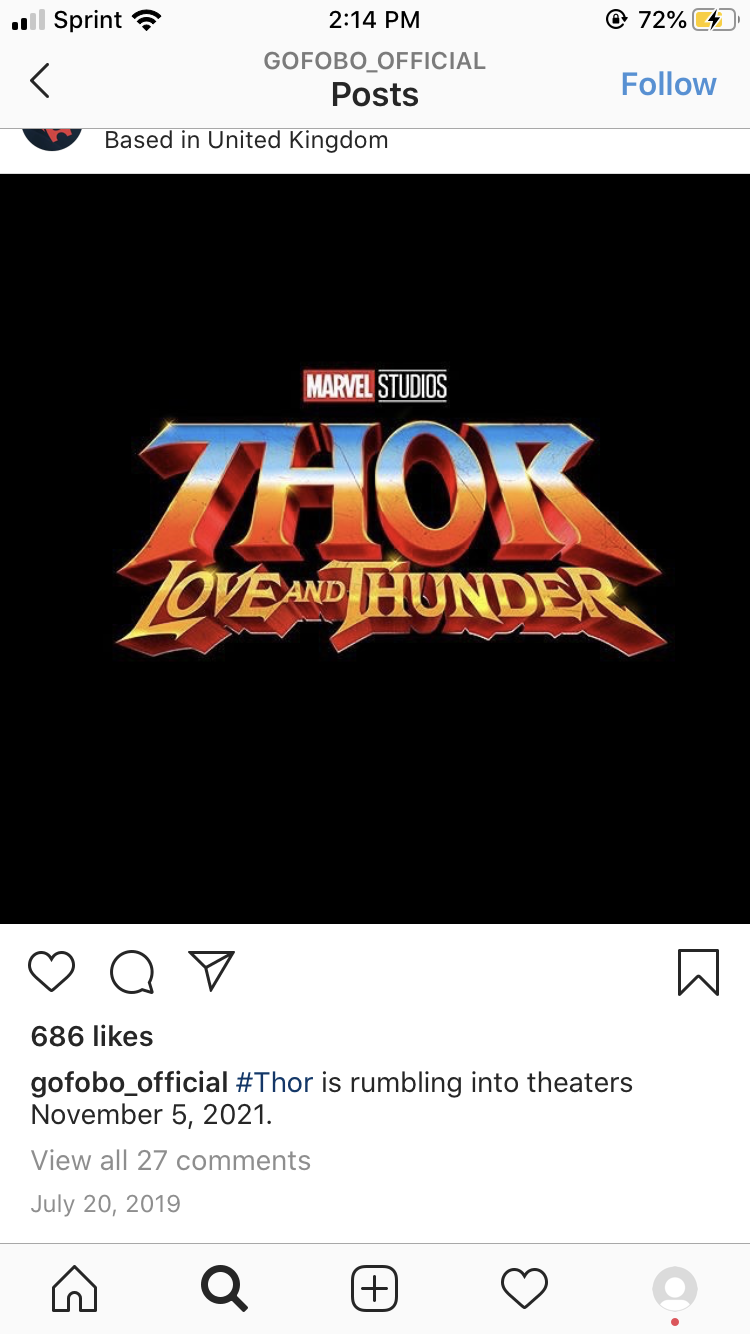 Sprint 2:14 PM 72%
GOFOBO_OFFICIAL
Posts
Follow
Based in United Kingdom
MARVEL STUDIOS
THOR
LOVE AND THUNDER
686 likes
gofobo_official #Thor is rumbling into theaters
November 5, 2021.
View all 27 comments
July 20, 2019